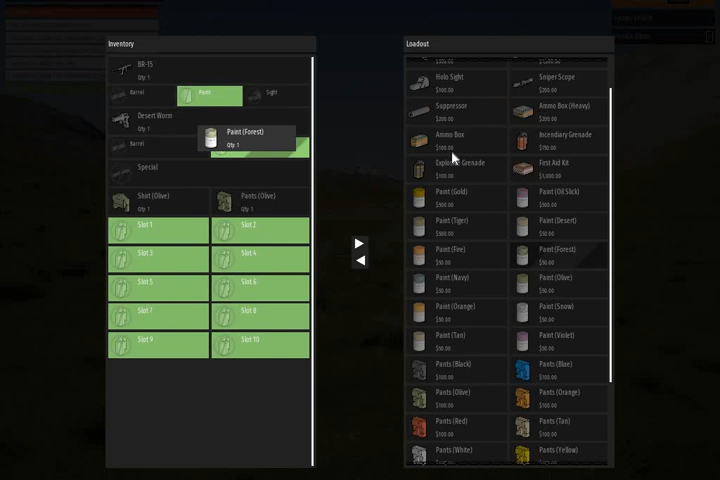 Inventory
BR-15
Qty: 1
Barrel
Paint
Sight
Desert Worm
Qty: 1
Paint (Forest)
Qty: 1
Barrel
Special
Shirt (Olive)
Qty: 1
Pants (Olive)
Qty: 1
Slot 1
Slot 2
Slot 3
Slot 4
Slot 5
Slot 6
Slot 7
Slot 8
Slot 9
Slot 10
Loadout
Holo Sight
$100.00
Sniper Scope
$200.00
Suppressor
$200.00
Ammo Box (Heavy)
$200.00
Ammo Box
$100.00
Incendiary Grenade
$150.00
Grenade
$100.00
First Aid Kit
$1,000.00
Paint (Gold)
$500.00
Paint (Oil Slick)
$500.00
Paint (Tiger)
$500.00
Paint (Desert)
$50.00
Paint (Fire)
$50.00
Paint (Forest)
$50.00
Paint (Navy)
$50.00
Paint (Olive)
$50.00
Paint (Orange)
$50.00
Paint (Snow)
$50.00
Paint (Tan)
$50.00
Paint (Violet)
$50.00
Pants (Black)
$100.00
Pants (Blue)
$100.00
Pants (Olive)
$100.00
Pants (Orange)
$100.00
Pants (Red)
$100.00
Pants (Tan)
$100.00
Pants (White)
Pants (Yellow)